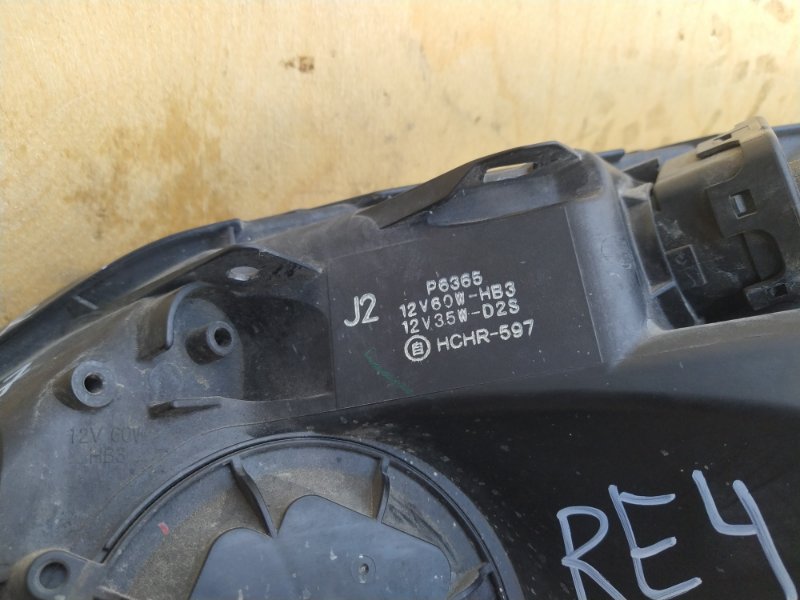 J2
P6365
12V60W-HB3
12V35W-D2S
自 HCHR-597
12V 60W
HB3
RE4